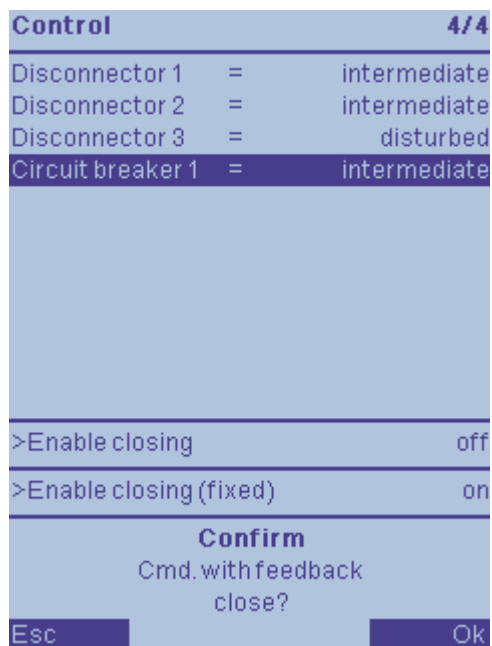 Control 4/4
Disconnector 1 = intermediate
Disconnector 2 = intermediate
Disconnector 3 = disturbed
Circuit breaker 1 = intermediate
>Enable closing off
>Enable closing (fixed) on
Confirm
Cmd. with feedback
close?
Esc Ok